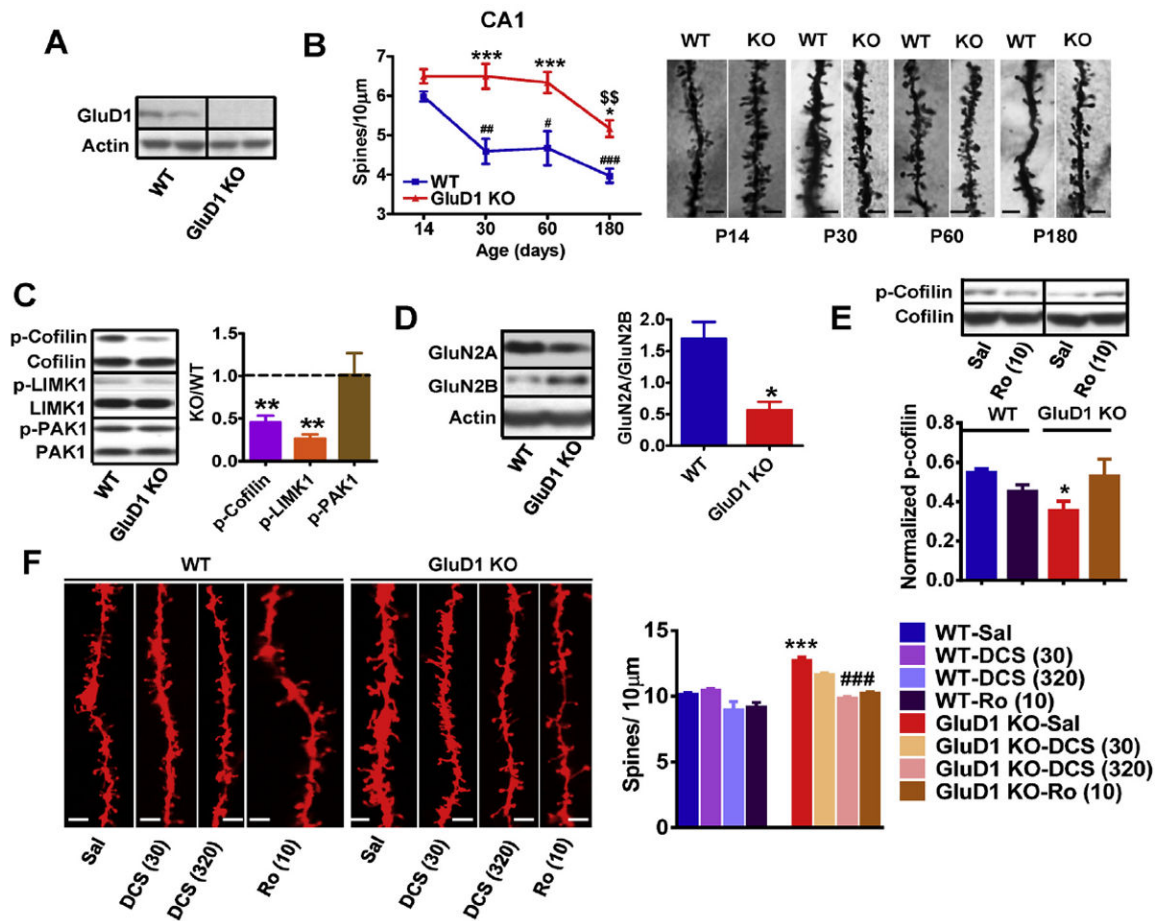 A
GluD1
Actin
WT
GluD1 KO
B
CA1
Spines/10µm
6
5
4
3
***
***
$$
*
##
#
###
WT
GluD1 KO
14
30
60
180
Age (days)
WT KO WT KO WT KO WT KO
P14 P30 P60 P180
C
p-Cofilin
Cofilin
p-LIMK1
LIMK1
p-PAK1
PAK1
WT
GluD1 KO
KO/WT
1.5
1.0
0.5
0.0
**
**
p-Cofilin
p-LIMK1
p-PAK1
D
GluN2A
GluN2B
Actin
WT
GluD1 KO
GluN2A/GluN2B
2.0
1.5
1.0
0.5
0.0
*
WT
GluD1 KO
E
p-Cofilin
Cofilin
Sal
Ro (10)
Sal
Ro (10)
WT GluD1 KO
Normalized p-cofilin
0.8
0.6
0.4
0.2
0.0
*
F
WT GluD1 KO
Sal
DCS (30)
DCS (320)
Ro (10)
Sal
DCS (30)
DCS (320)
Ro (10)
Spines/ 10µm
15
10
5
0
***
###
WT-Sal
WT-DCS (30)
WT-DCS (320)
WT-Ro (10)
GluD1 KO-Sal
GluD1 KO-DCS (30)
GluD1 KO-DCS (320)
GluD1 KO-Ro (10)